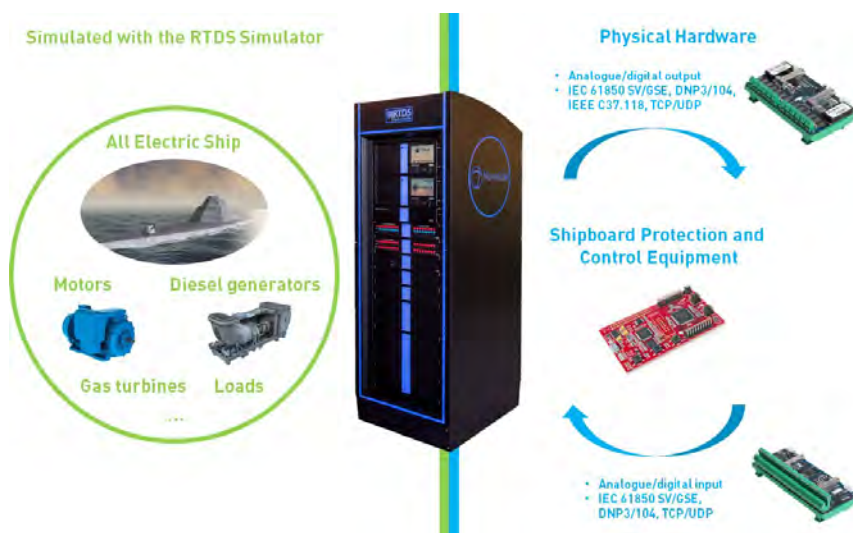 Simulated with the RTDS Simulator
All Electric Ship
Motors
Diesel generators
Gas turbines
Loads
....
RTDS
Physical Hardware
• Analogue/digital output
• IEC 61850 SV/GSE, DNP3/104,
IEEE C37.118, TCP/UDP
Shipboard Protection and
Control Equipment
• Analogue/digital input
• IEC 61850 SV/GSE,
DNP3/104, TCP/UDP